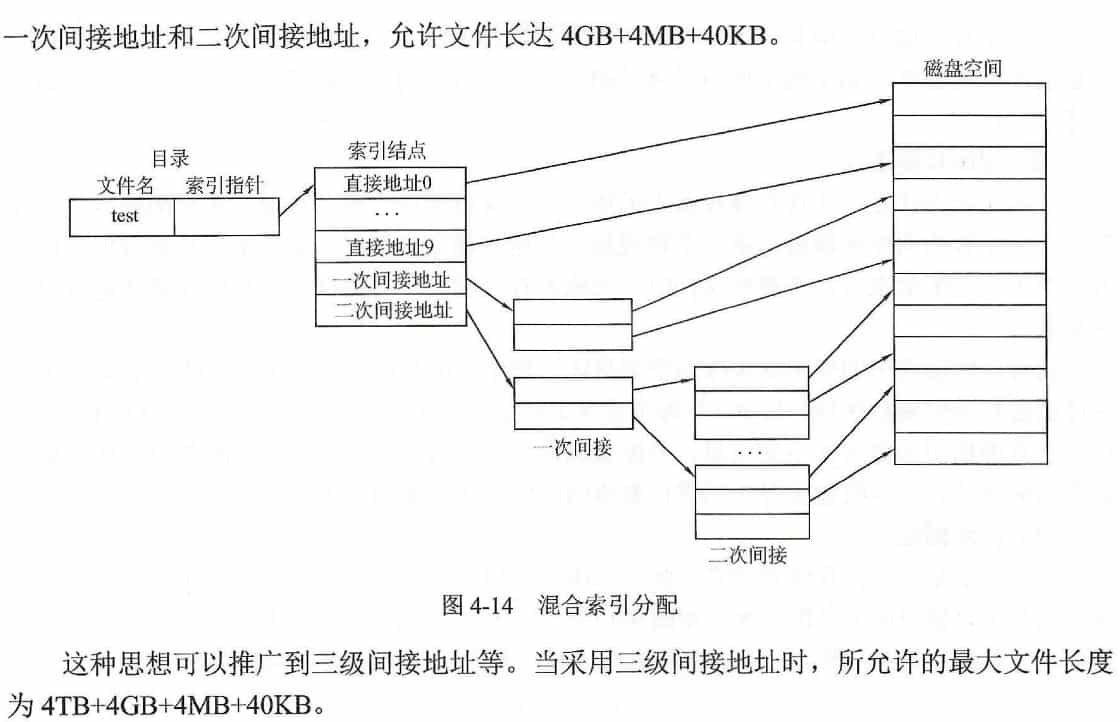 一次间接地址和二次间接地址，允许文件长达 4GB+4MB+40KB。
磁盘空间
目录
索引结点
文件名 索引指针
直接地址0
test
···
直接地址9
一次间接地址
二次间接地址
一次间接
···
二次间接
图 4-14 混合索引分配
这种思想可以推广到三级间接地址等。当采用三级间接地址时，所允许的最大文件长度
为 4TB+4GB+4MB+40KB。